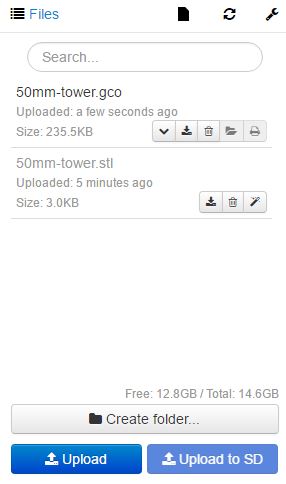 Files
Search...
50mm-tower.gco
Uploaded: a few seconds ago
Size: 235.5KB
50mm-tower.stl
Uploaded: 5 minutes ago
Size: 3.0KB
Free: 12.8GB / Total: 14.6GB
Create folder...
Upload
Upload to SD